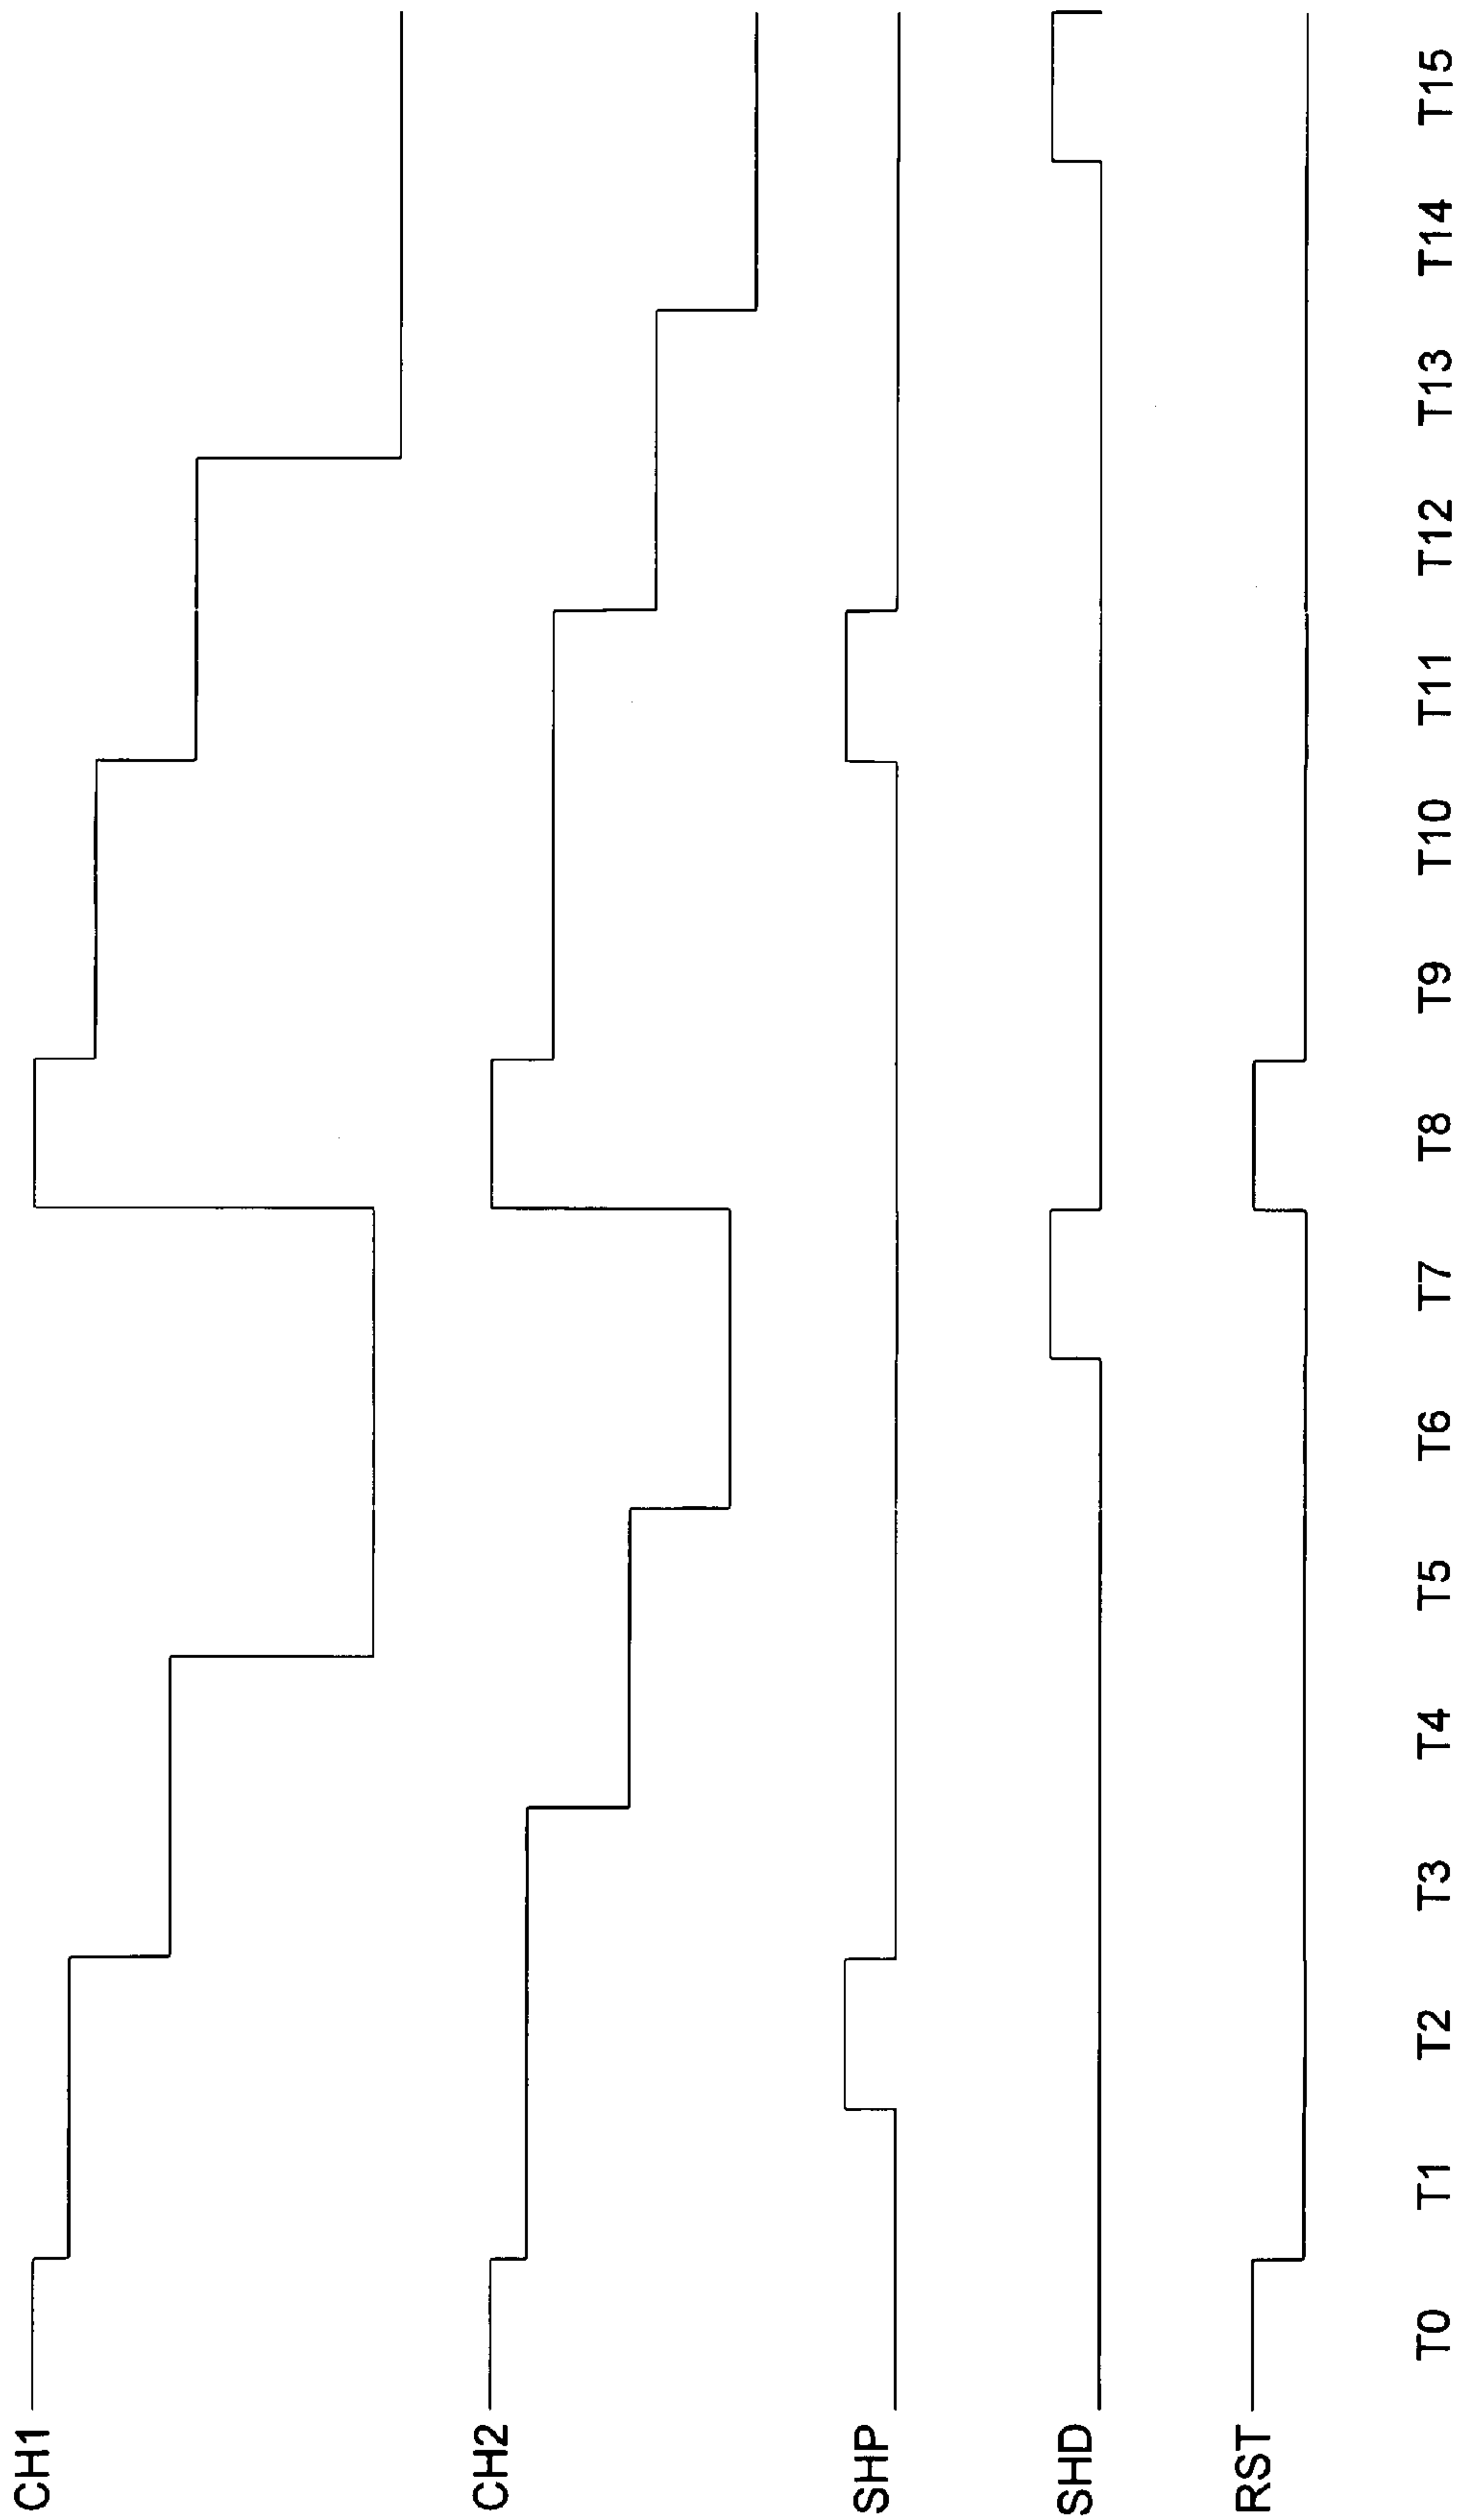 CH1
CH2
SHP
SHD
RST
T0 T1 T2 T3 T4 T5 T6 T7 T8 T9 T10 T11 T12 T13 T14 T15